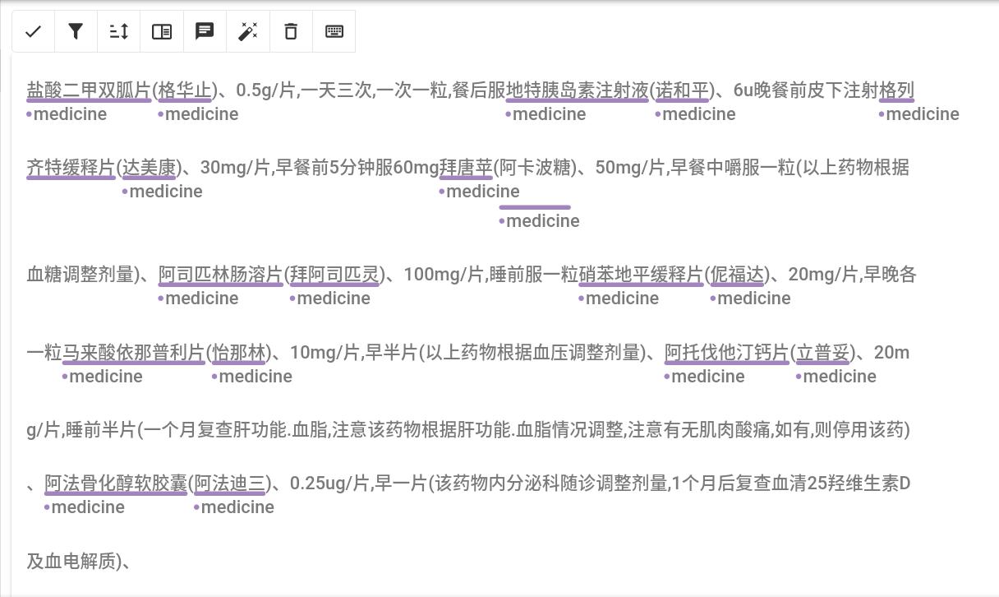 盐酸二甲双胍片(格华止)、0.5g/片,一天三次,一次一粒,餐后服地特胰岛素注射液(诺和平)、6u晚餐前皮下注射格列
•medicine •medicine •medicine •medicine •medicine
齐特缓释片(达美康)、30mg/片,早餐前5分钟服60mg拜唐苹(阿卡波糖)、50mg/片,早餐中嚼服一粒(以上药物根据
•medicine •medicine
•medicine
血糖调整剂量)、阿司匹林肠溶片(拜阿司匹灵)、100mg/片,睡前服一粒硝苯地平缓释片(伲福达)、20mg/片,早晚各
•medicine •medicine •medicine •medicine
一粒马来酸依那普利片(怡那林)、10mg/片,早半片(以上药物根据血压调整剂量)、阿托伐他汀钙片(立普妥)、20m
•medicine •medicine •medicine •medicine
g/片,睡前半片(一个月复查肝功能.血脂,注意该药物根据肝功能.血脂情况调整,注意有无肌肉酸痛,如有,则停用该药)
、阿法骨化醇软胶囊(阿法迪三)、0.25ug/片,早一片(该药物内分泌科随诊调整剂量,1个月后复查血清25羟维生素D
•medicine •medicine
及血电解质)、